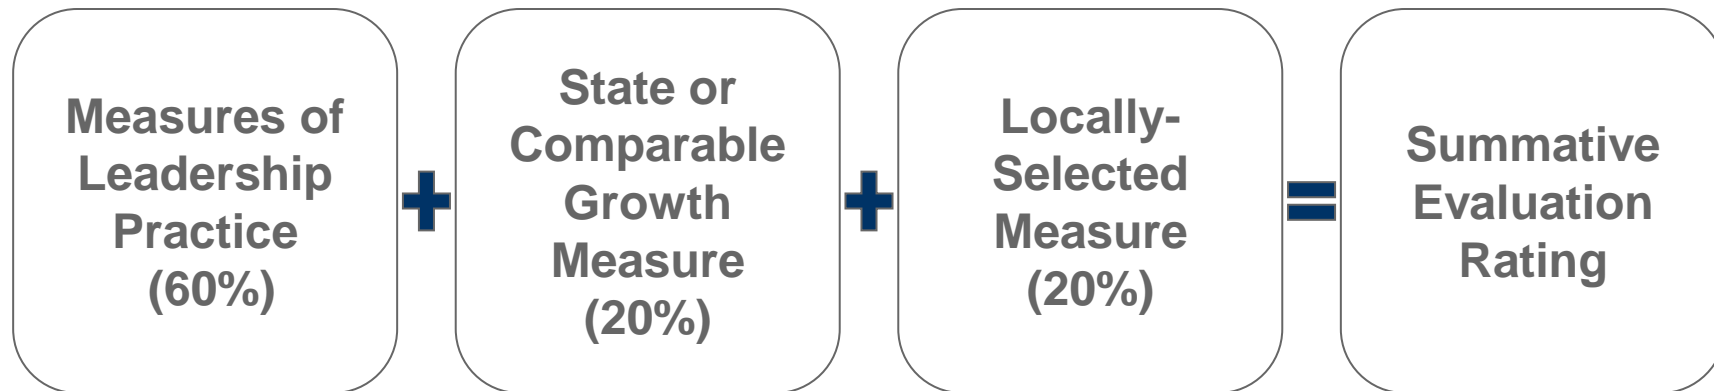 Measures of
Leadership
Practice
(60%)
State or
Comparable
Growth
Measure
(20%)
Locally-
Selected
Measure
(20%)
Summative
Evaluation
Rating